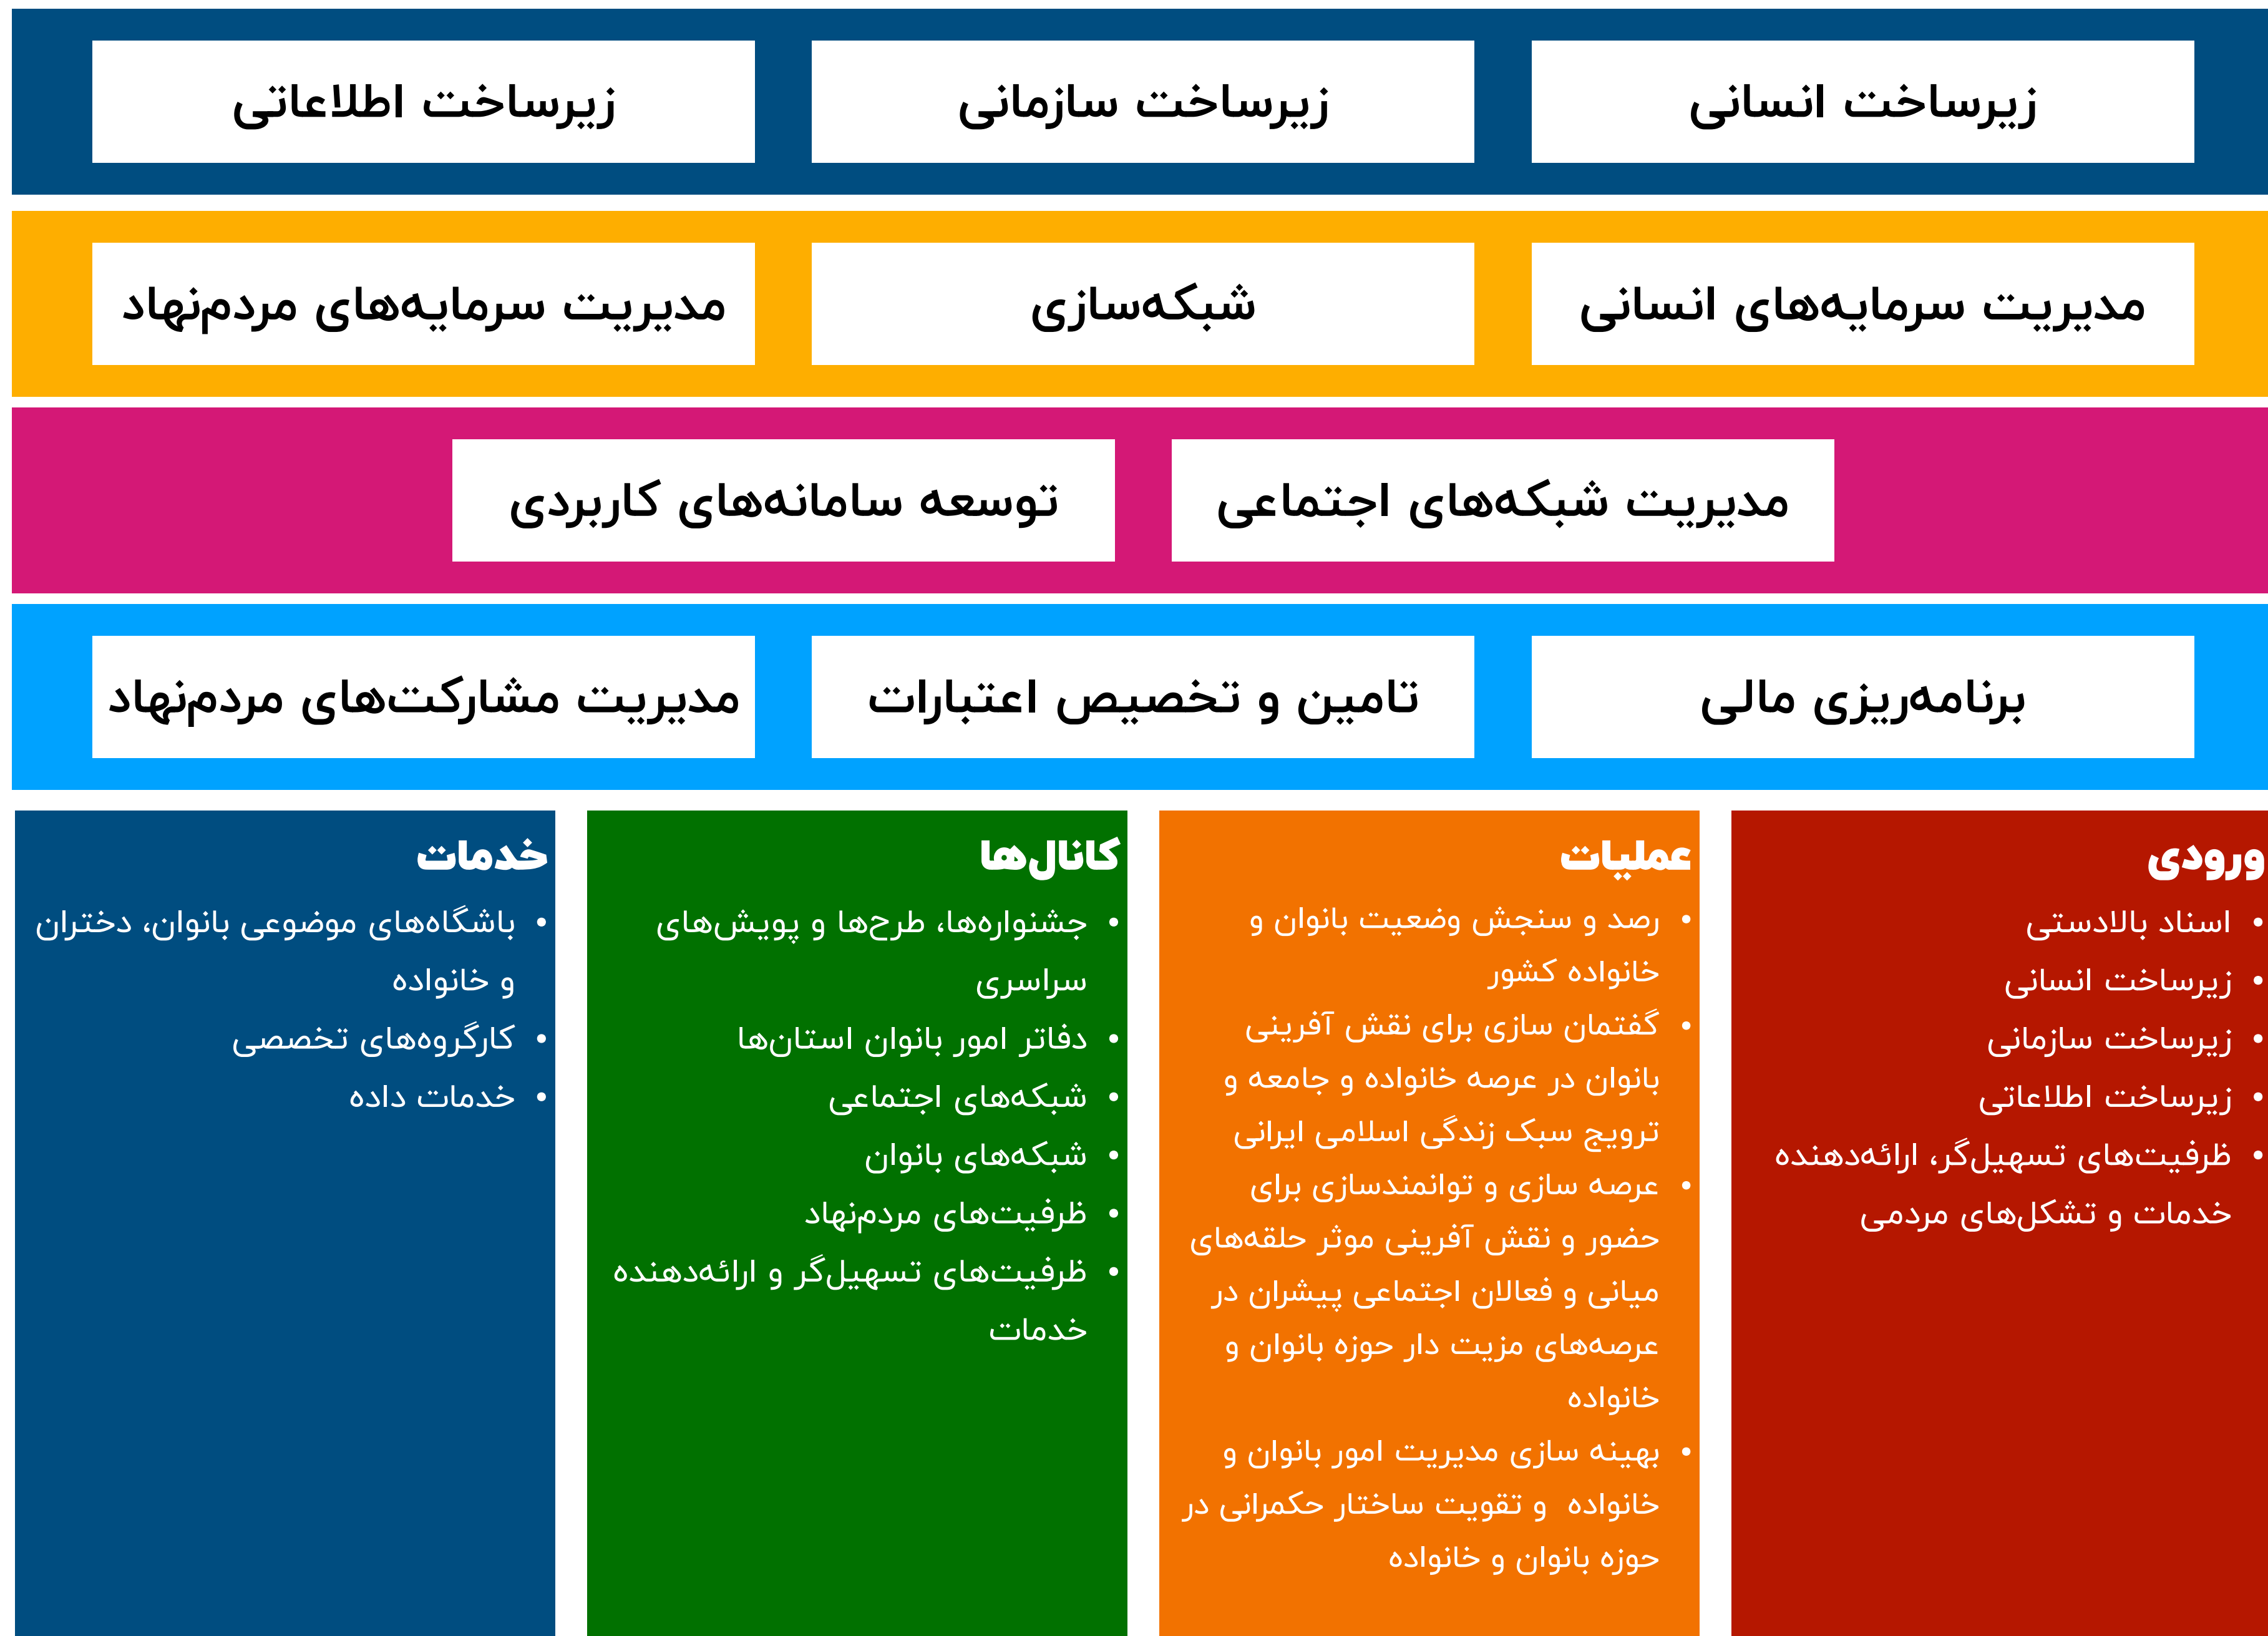 زیرساخت انسانی
زیرساخت سازمانی
زیرساخت اطلاعاتی
مدیریت سرمایه‌های انسانی
شبکه‌سازی
مدیریت سرمایه‌های مردم‌نهاد
مدیریت شبکه‌های اجتماعی
توسعه سامانه‌های کاربردی
برنامه‌ریزی مالی
تامین و تخصیص اعتبارات
مدیریت مشارکت‌های مردم‌نهاد
ورودی
• اسناد بالادستی
• زیرساخت انسانی
• زیرساخت سازمانی
• زیرساخت اطلاعاتی
• ظرفیت‌های تسهیل‌گر، ارائه‌دهنده
خدمات و تشکل‌های مردمی
عملیات
• رصد و سنجش وضعیت بانوان و
خانواده کشور
• گفتمان سازی برای نقش آفرینی
بانوان در عرصه خانواده و جامعه و
ترویج سبک زندگی اسلامی ایرانی
• عرصه سازی و توانمندسازی برای
حضور و نقش آفرینی موثر حلقه‌های
میانی و فعالان اجتماعی پیشران در
عرصه‌های مزیت دار حوزه بانوان و
خانواده
• بهینه سازی مدیریت امور بانوان و
خانواده و تقویت ساختار حکمرانی در
حوزه بانوان و خانواده
کانال‌ها
• جشنواره‌ها، طرح‌ها و پویش‌های
سراسری
• دفاتر امور بانوان استان‌ها
• شبکه‌های اجتماعی
• شبکه‌های بانوان
• ظرفیت‌های مردم‌نهاد
• ظرفیت‌های تسهیل‌گر و ارائه‌دهنده
خدمات
خدمات
• باشگاه‌های موضوعی بانوان، دختران
و خانواده
• کارگروه‌های تخصصی
• خدمات داده